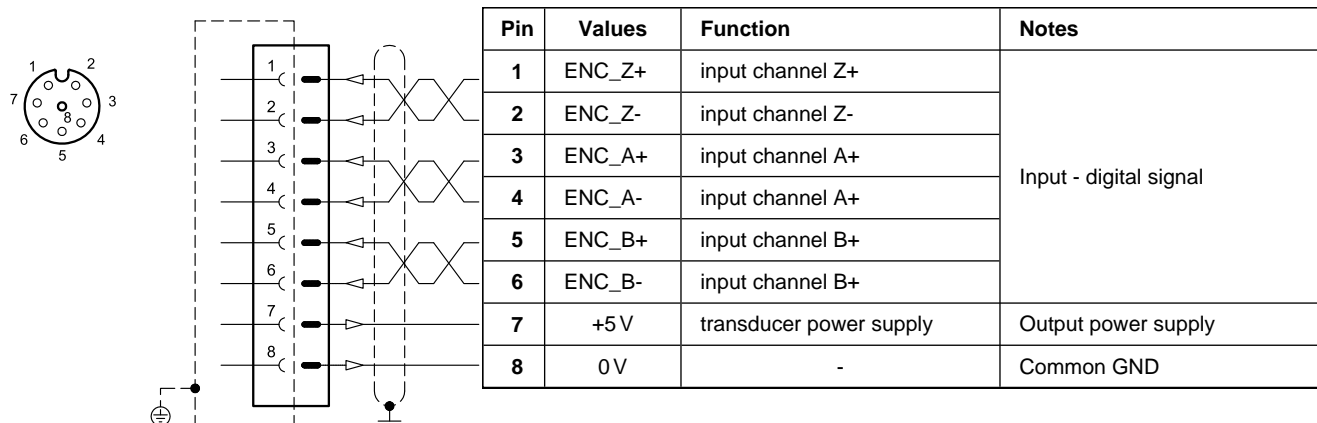 1 2
7 3
8
6 4
5
1
2
3
4
5
6
7
8
Pin Values Function Notes
1 ENC_Z+ input channel Z+
2 ENC_Z- input channel Z-
3 ENC_A+ input channel A+
Input - digital signal
4 ENC_A- input channel A+
5 ENC_B+ input channel B+
6 ENC_B- input channel B+
7 +5 V transducer power supply Output power supply
8 0 V - Common GND